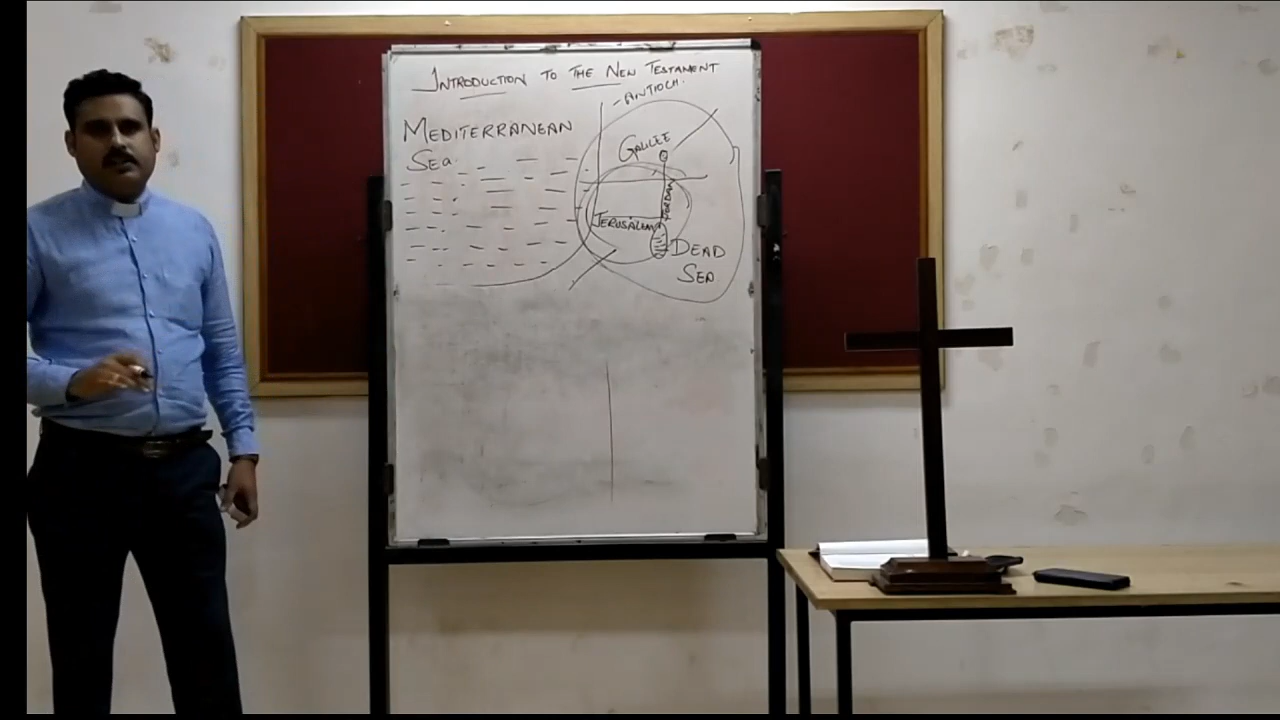 INTRODUCTION TO THE NEW TESTAMENT
- ANTIOCH.
MEDITERRANEAN
SEa.
GALILEE
JORDAN
JERUSALEM
DEAD
SEA